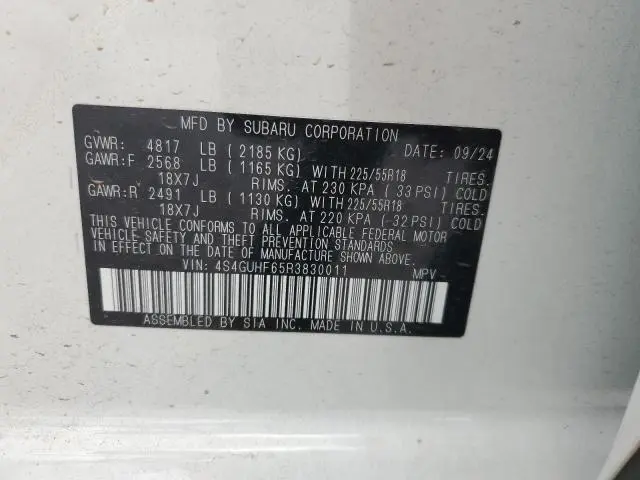 MFD BY SUBARU CORPORATION DATE: 09/24
GVWR: 4817 LB ( 2185 KG)
GAWR:F 2568 LB ( 1165 KG) WITH 225/55R18 TIRES.
18X7J RIMS. AT 230 KPA ( 33 PSI) COLD
GAWR:R 2491 LB ( 1130 KG) WITH 225/55R18 TIRES.
18X7J RIMS. AT 220 KPA ( 32 PSI) COLD
THIS VEHICLE CONFORMS TO ALL APPLICABLE FEDERAL MOTOR
VEHICLE SAFETY AND THEFT PREVENTION STANDARDS
IN EFFECT ON THE DATE OF MANUFACTURE SHOWN ABOVE.
VIN: 4S4GUHF65R3830011 MPV
ASSEMBLED BY SIA INC. MADE IN U.S.A.